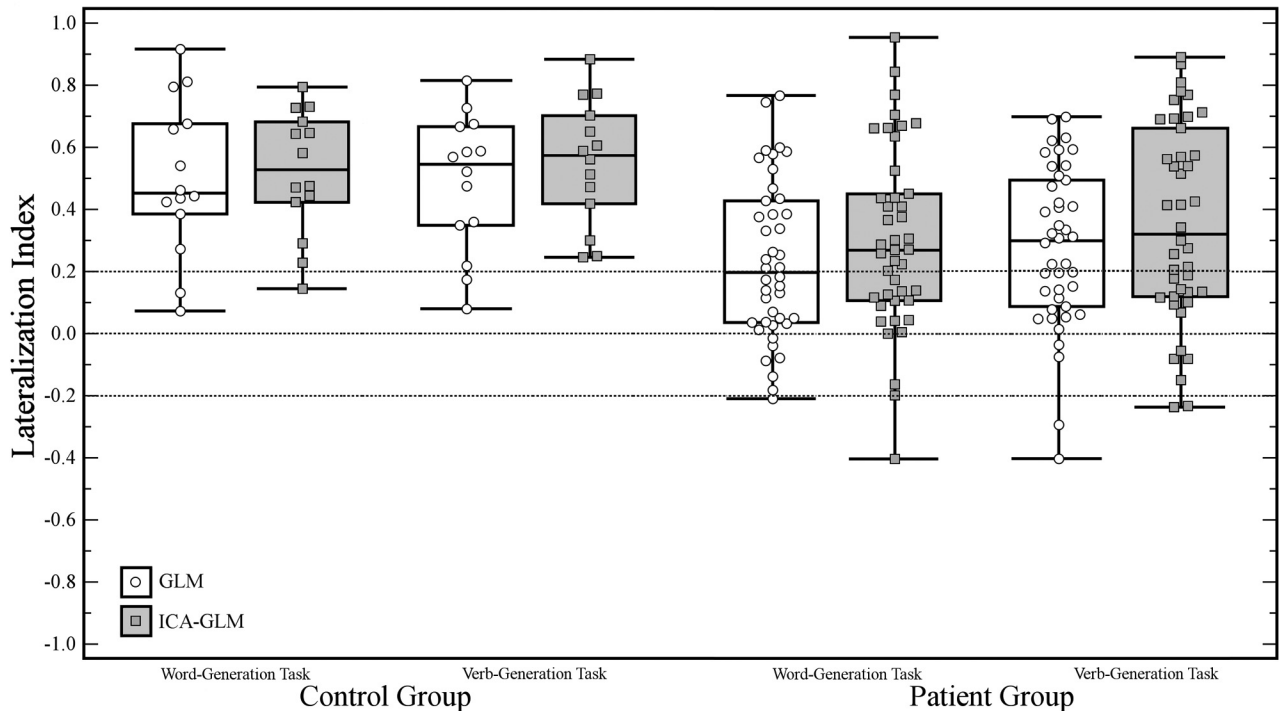 Lateralization Index
1.0
0.8
0.6
0.4
0.2
0.0
-0.2
-0.4
-0.6
-0.8
-1.0
GLM
ICA-GLM
Word-Generation Task
Verb-Generation Task
Word-Generation Task
Verb-Generation Task
Control Group
Patient Group